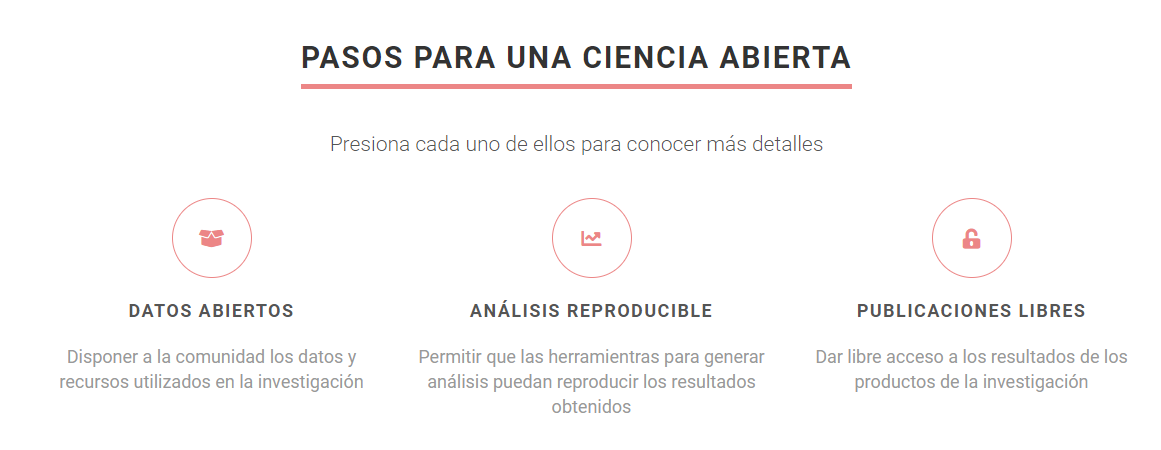 PASOS PARA UNA CIENCIA ABIERTA
Presiona cada uno de ellos para conocer más detalles
DATOS ABIERTOS
Disponer a la comunidad los datos y
recursos utilizados en la investigación
ANÁLISIS REPRODUCIBLE
Permitir que las herramientras para generar
análisis puedan reproducir los resultados
obtenidos
PUBLICACIONES LIBRES
Dar libre acceso a los resultados de los
productos de la investigación